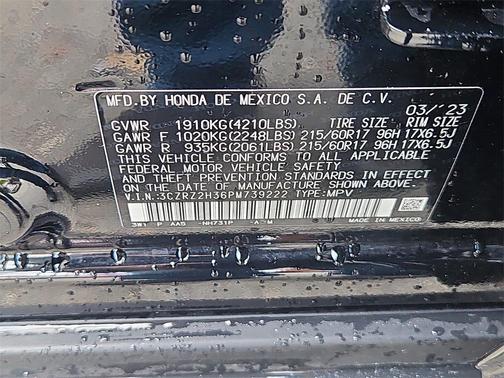 MFD.BY HONDA DE MEXICO S.A. DE C.V.
03/'23
GVWR 1910KG(4210LBS) TIRE SIZE RIM SIZE
GAWR F 1020KG(2248LBS) 215/60R17 96H 17X6.5J
GAWR R 935KG(2061LBS) 215/60R17 96H 17X6.5J
THIS VEHICLE CONFORMS TO ALL APPLICABLE
FEDERAL MOTOR VEHICLE SAFETY
AND THEFT PREVENTION STANDARDS IN EFFECT
ON THE DATE OF MANUFACTURE SHOWN ABOVE.
V.I.N.:3CZRZ2H36PM739222 TYPE:MPV
3W1 P AAS NH731P A M